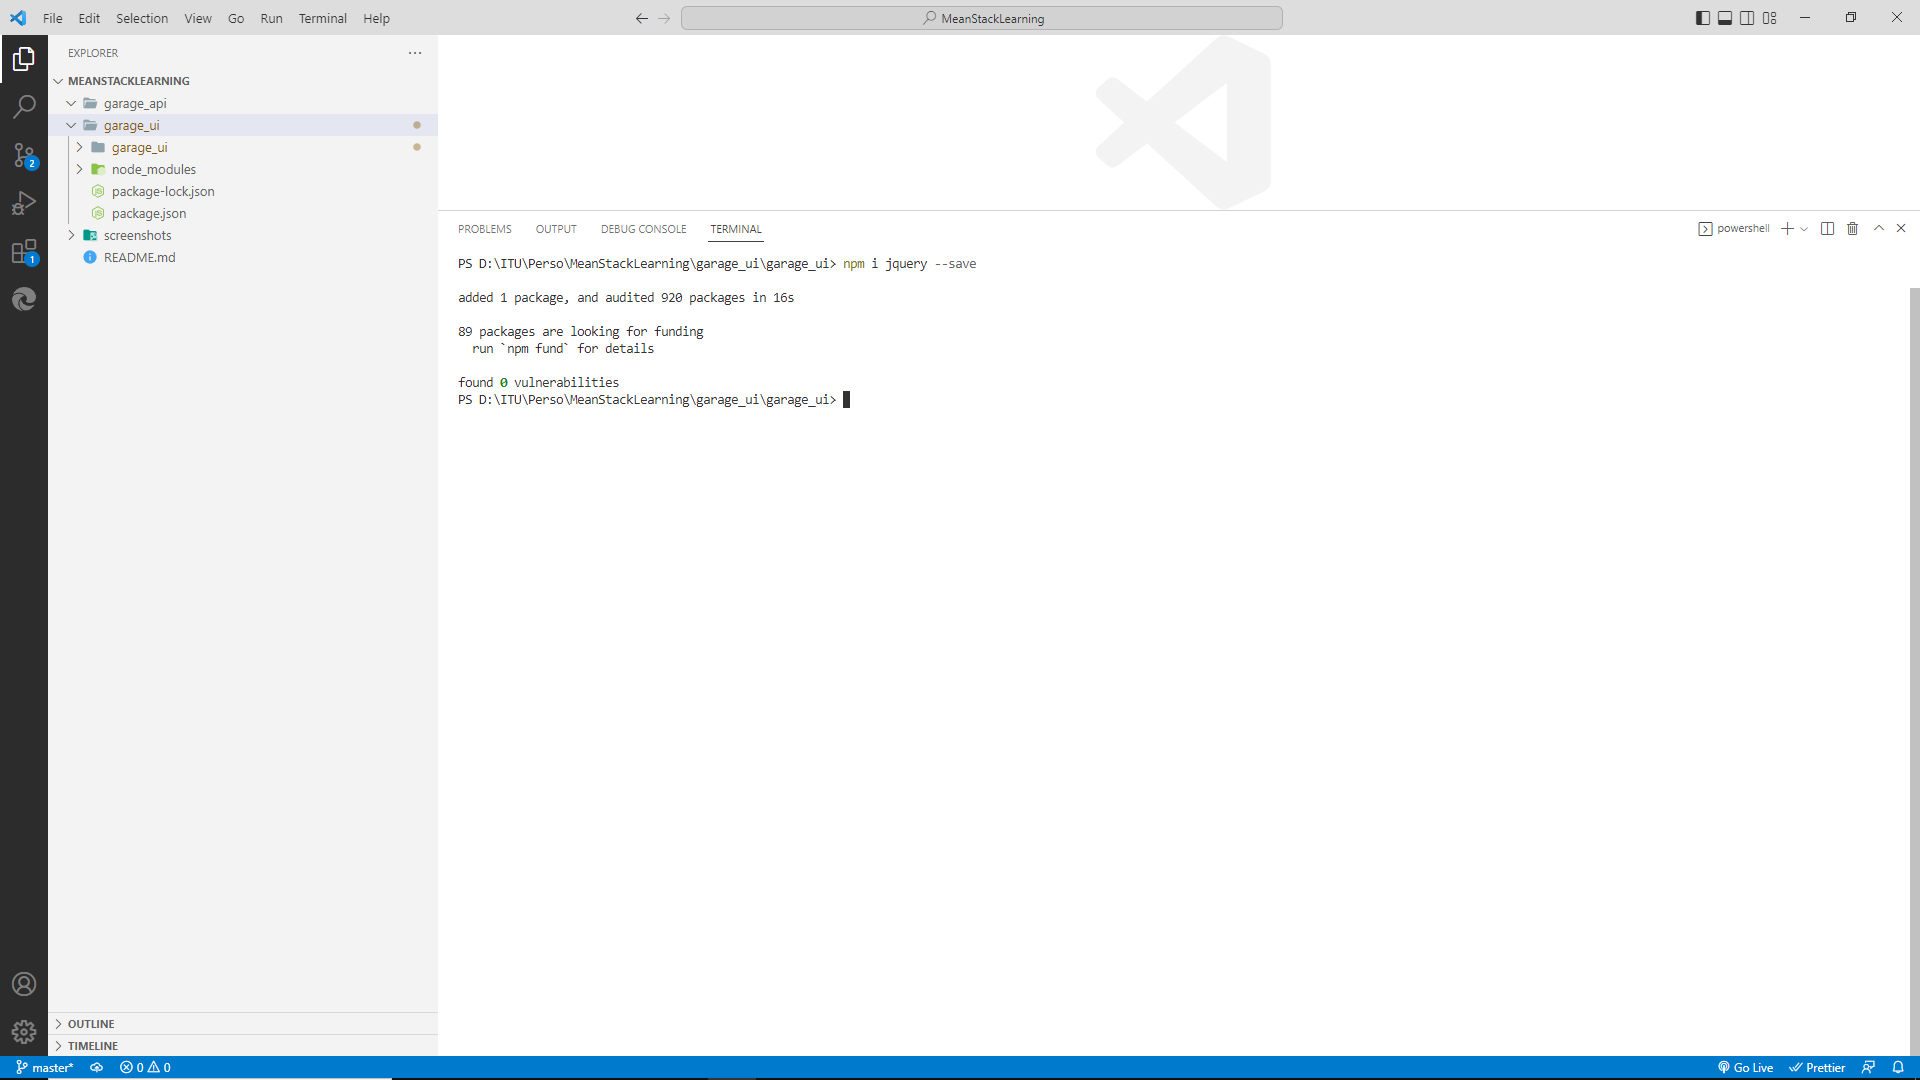 File Edit Selection View Go Run Terminal Help
MeanStackLearning
EXPLORER
MEANSTACKLEARNING
garage_api
garage_ui
garage_ui
node_modules
package-lock.json
package.json
screenshots
README.md
2
1
OUTLINE
TIMELINE
PROBLEMS OUTPUT DEBUG CONSOLE TERMINAL
powershell
PS D:\ITU\Perso\MeanStackLearning\garage_ui\garage_ui> npm i jquery --save
added 1 package, and audited 920 packages in 16s
89 packages are looking for funding
run `npm fund` for details
found 0 vulnerabilities
PS D:\ITU\Perso\MeanStackLearning\garage_ui\garage_ui>
master* 0 0 Go Live Prettier